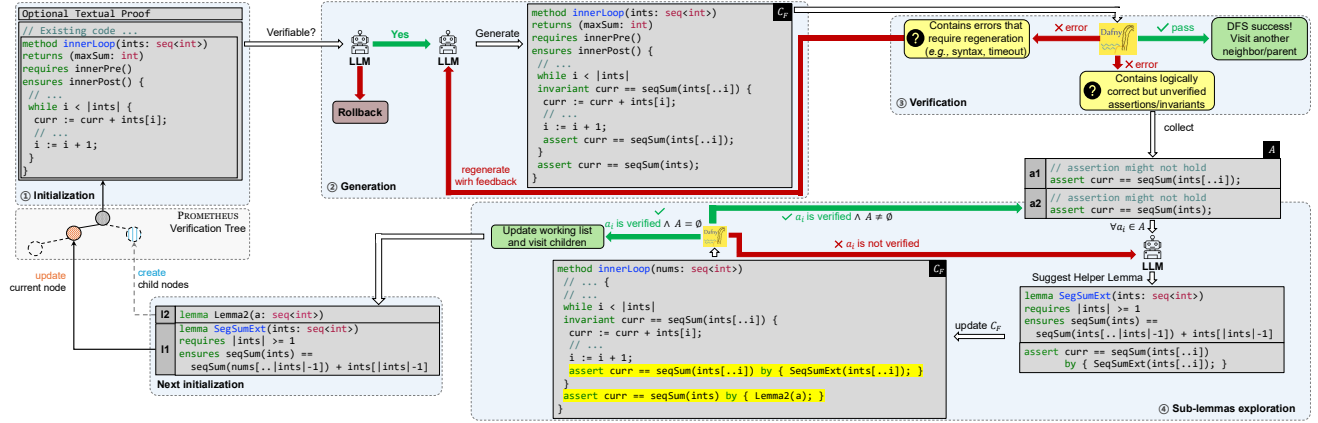 Optional Textual Proof
// Existing code ...
method innerLoop(ints: seq<int>)
returns (maxSum: int)
requires innerPre()
ensures innerPost() {
// ...
while i < |ints| {
curr := curr + ints[i];
// ...
i := i + 1;
}
}
① Initialization
PROMETHEUS
Verification Tree
update
current node
create
child nodes
Verifiable?
LLM
Yes
LLM
Rollback
Generate
regenerate
wirh feedback
② Generation
C_F
method innerLoop(ints: seq<int>)
returns (maxSum: int)
requires innerPre()
ensures innerPost() {
// ...
while i < |ints|
invariant curr == seqSum(ints[..i]) {
curr := curr + ints[i];
// ...
i := i + 1;
assert curr == seqSum(ints[..i]);
}
assert curr == seqSum(ints);
}
? Contains errors that
require regeneration
(e.g., syntax, timeout)
✕ error
Dafny
✓ pass
DFS success!
Visit another
neighbor/parent
✕ error
? Contains logically
correct but unverified
assertions/invariants
③ Verification
collect
A
a1
// assertion might not hold
assert curr == seqSum(ints[..i]);
a2
// assertion might not hold
assert curr == seqSum(ints);
∀a_i ∈ A
LLM
Suggest Helper Lemma
lemma SegSumExt(ints: seq<int>)
requires |ints| >= 1
ensures seqSum(ints) ==
seqSum(ints[..|ints|-1]) + ints[|ints|-1]
assert curr == seqSum(ints[..i])
by { SeqSumExt(ints[..i]); }
④ Sub-lemmas exploration
update C_F
✓
a_i is verified ∧ A = ∅
✓ a_i is verified ∧ A ≠ ∅
Dafny
✕ a_i is not verified
Update working list
and visit children
C_F
method innerLoop(nums: seq<int>)
// ... {
// ...
while i < |ints|
invariant curr == seqSum(ints[..i]) {
curr := curr + ints[i];
// ...
i := i + 1;
assert curr == seqSum(ints[..i]) by { SeqSumExt(ints[..i]); }
}
assert curr == seqSum(ints) by { Lemma2(a); }
}
l2
lemma Lemma2(a: seq<int>)
l1
lemma SegSumExt(ints: seq<int>)
requires |ints| >= 1
ensures seqSum(ints) ==
seqSum(nums[..|ints|-1]) + ints[|ints|-1]
Next initialization